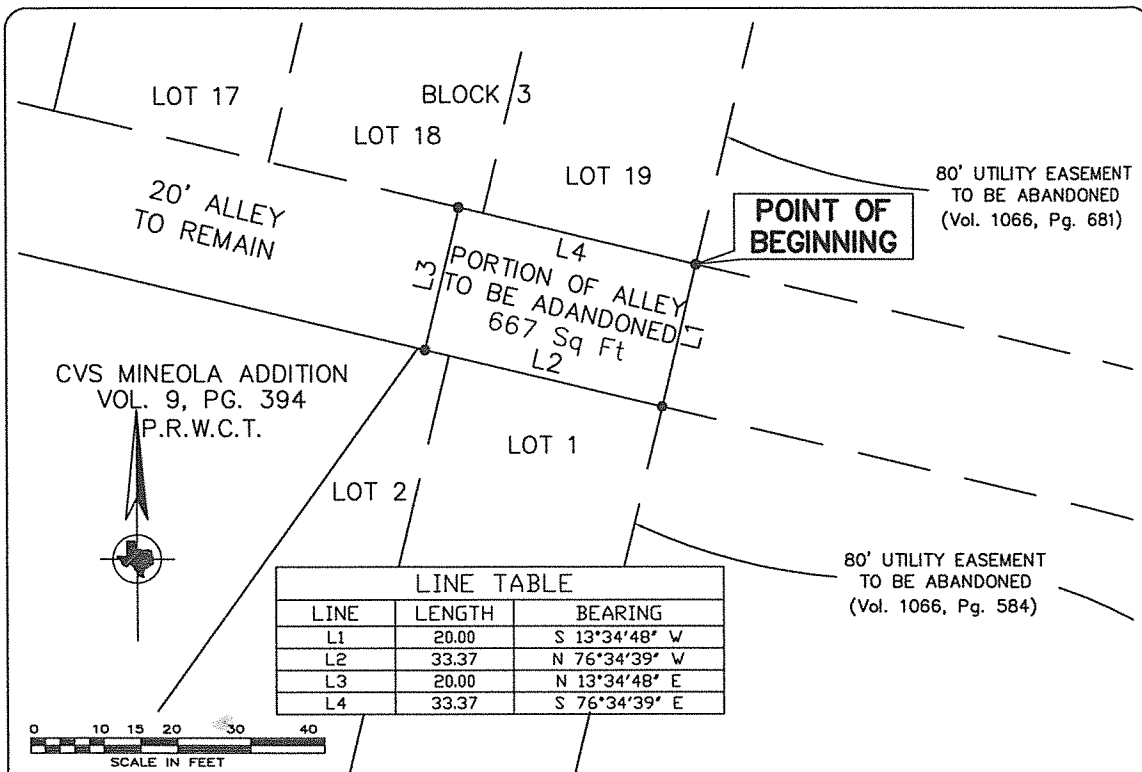 LOT 17
BLOCK 3
LOT 18
LOT 19
80' UTILITY EASEMENT
TO BE ABANDONED
(Vol. 1066, Pg. 681)
20' ALLEY
TO REMAIN
POINT OF
BEGINNING
L4
L3
PORTION OF ALLEY
TO BE ADANDONED
667 Sq Ft
L1
L2
CVS MINEOLA ADDITION
VOL. 9, PG. 394
P.R.W.C.T.
LOT 1
LOT 2
80' UTILITY EASEMENT
TO BE ABANDONED
(Vol. 1066, Pg. 584)
LINE TABLE
LINE LENGTH BEARING
L1 20.00 S 13°34'48" W
L2 33.37 N 76°34'39" W
L3 20.00 N 13°34'48" E
L4 33.37 S 76°34'39" E
0 10 15 20 30 40
SCALE IN FEET